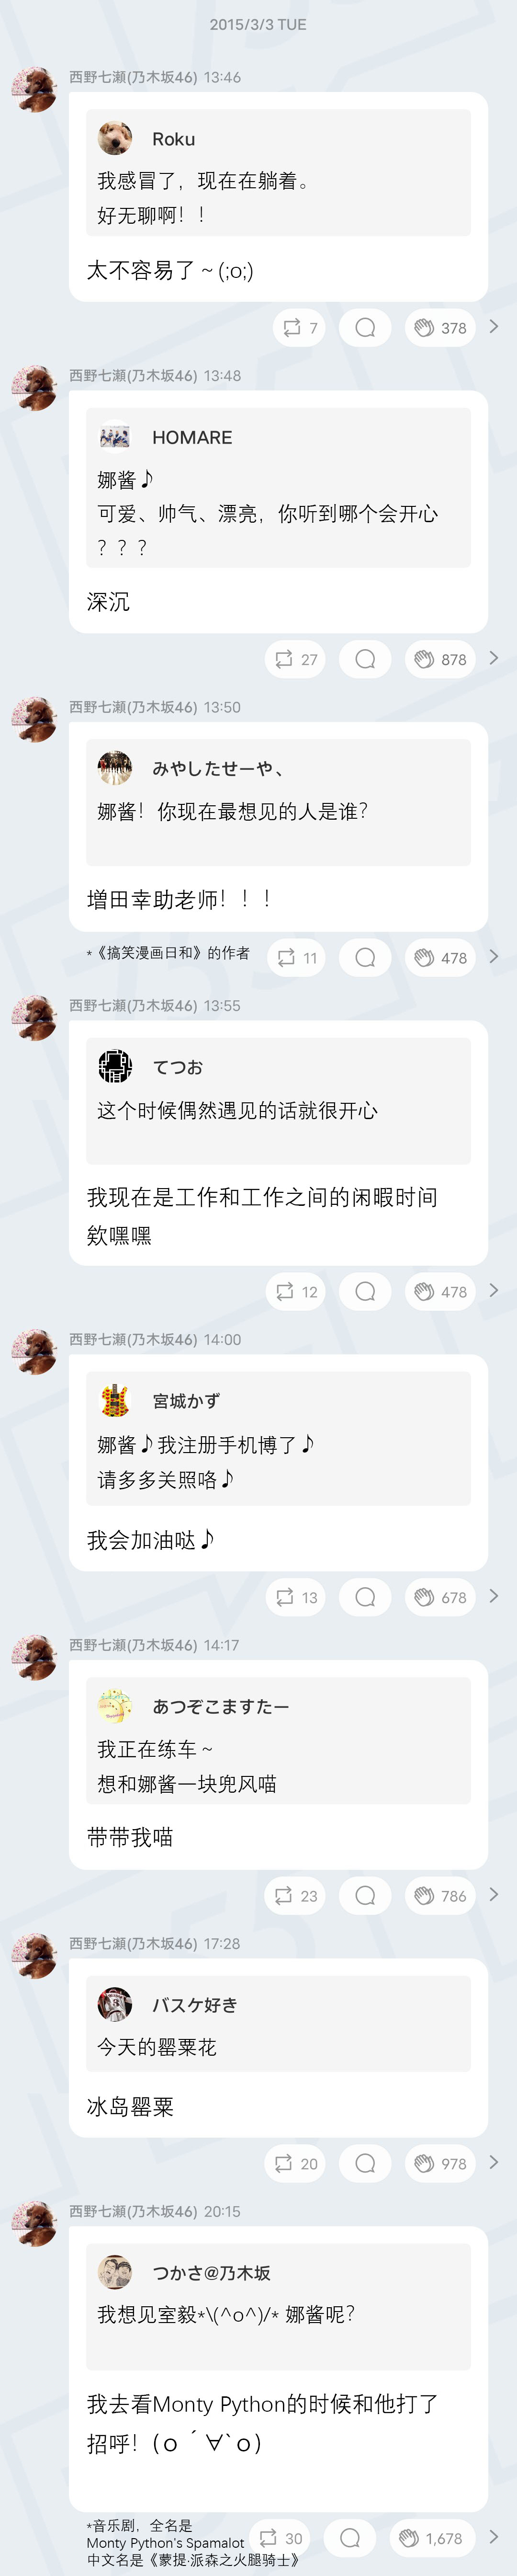 2015/3/3 TUE
西野七瀬(乃木坂46) 13:46
Roku
我感冒了，现在在躺着。
好无聊啊！！
太不容易了～(;o;)
7
378
西野七瀬(乃木坂46) 13:48
HOMARE
娜酱♪
可爱、帅气、漂亮，你听到哪个会开心
？？？
深沉
27
878
西野七瀬(乃木坂46) 13:50
みやしたせーや、
娜酱！你现在最想见的人是谁？
增田幸助老师！！！
*《搞笑漫画日和》的作者
11
478
西野七瀬(乃木坂46) 13:55
てつお
这个时候偶然遇见的话就很开心
我现在是工作和工作之间的闲暇时间
欸嘿嘿
12
478
西野七瀬(乃木坂46) 14:00
宮城かず
娜酱♪我注册手机博了♪
请多多关照咯♪
我会加油哒♪
13
678
西野七瀬(乃木坂46) 14:17
あつぞこますたー
我正在练车～
想和娜酱一块兜风喵
带带我喵
23
786
西野七瀬(乃木坂46) 17:28
バスケ好き
今天的罂粟花
冰岛罂粟
20
978
西野七瀬(乃木坂46) 20:15
つかさ@乃木坂
我想见室毅*\(^o^)/* 娜酱呢？
我去看Monty Python的时候和他打了
招呼！(ｏ´∀`ｏ)
*音乐剧，全名是
Monty Python's Spamalot
中文名是《蒙提·派森之火腿骑士》
30
1,678